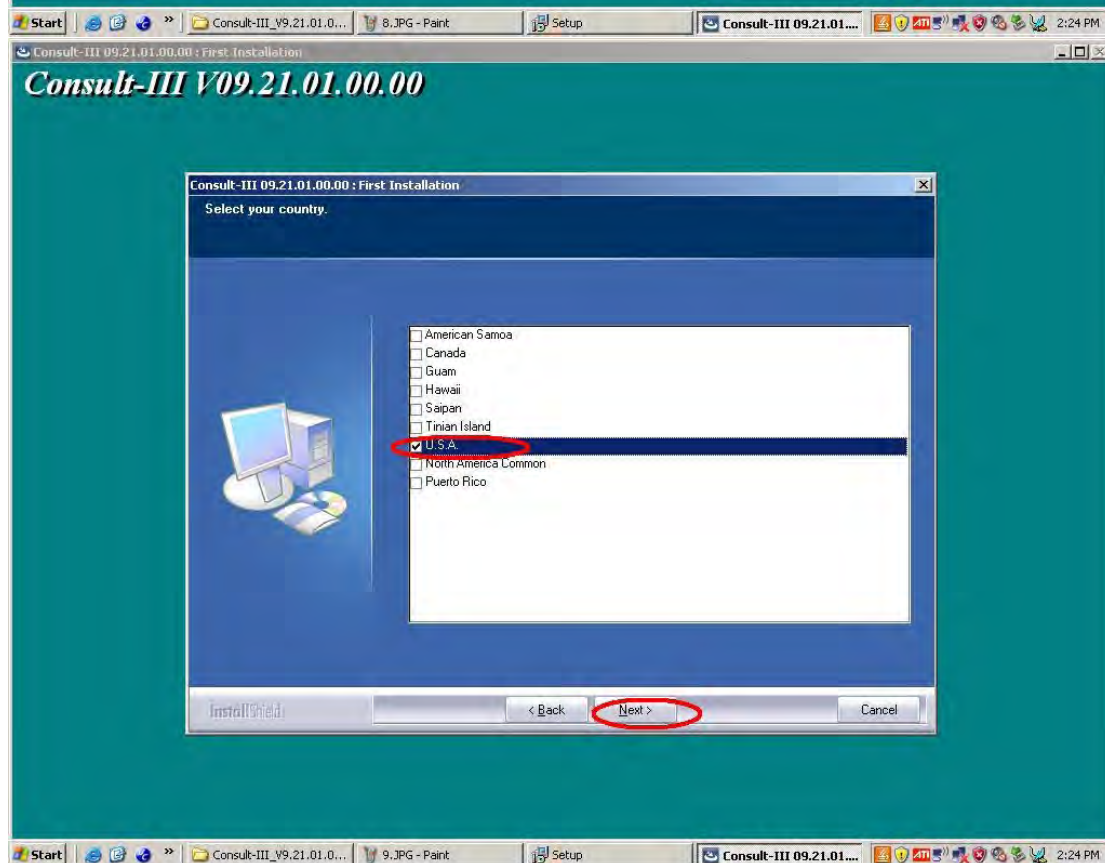 Start » Consult-III_V9.21.01.0... 8.JPG - Paint Setup Consult-III 09.21.01.... ATI 2:24 PM
Consult-III 09.21.01.00.00 : First Installation
Consult-III V09.21.01.00.00
Consult-III 09.21.01.00.00 : First Installation
Select your country.
American Samoa
Canada
Guam
Hawaii
Saipan
Tinian Island
U.S.A.
North America Common
Puerto Rico
InstallShield
< Back Next > Cancel
Start » Consult-III_V9.21.01.0... 9.JPG - Paint Setup Consult-III 09.21.01.... ATI 2:24 PM